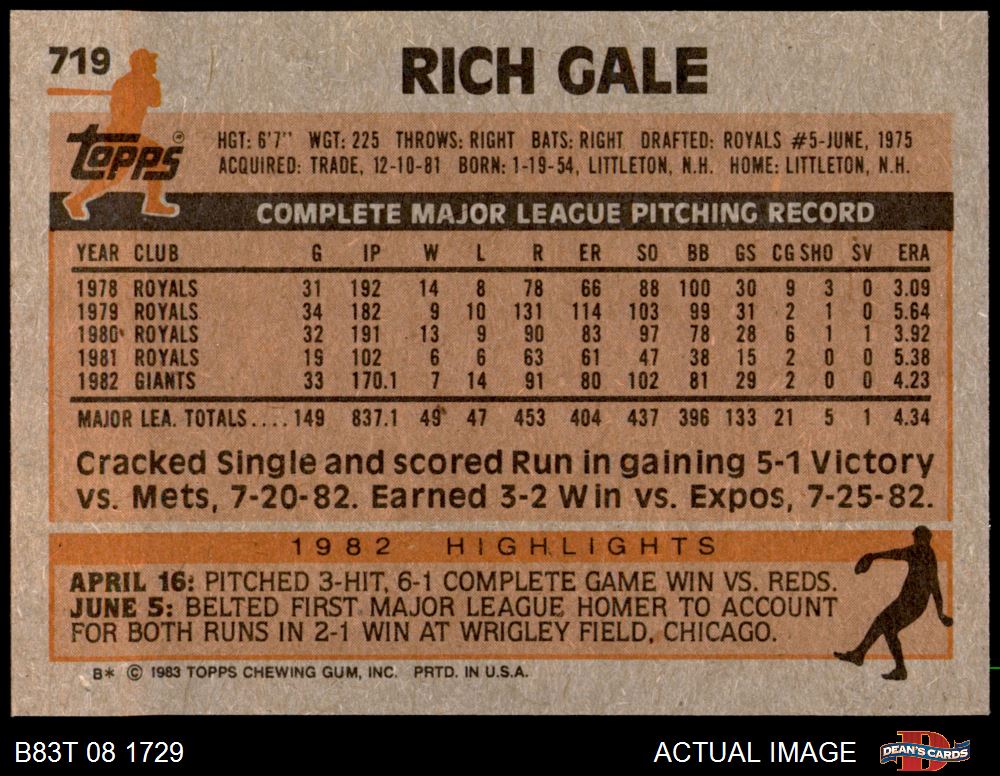 719
RICH GALE
Topps ®
HGT: 6'7" WGT: 225 THROWS: RIGHT BATS: RIGHT DRAFTED: ROYALS #5-JUNE, 1975
ACQUIRED: TRADE, 12-10-81 BORN: 1-19-54, LITTLETON, N.H. HOME: LITTLETON, N.H.
COMPLETE MAJOR LEAGUE PITCHING RECORD
YEAR CLUB G IP W L R ER SO BB GS CG SHO SV ERA
1978 ROYALS 31 192 14 8 78 66 88 100 30 9 3 0 3.09
1979 ROYALS 34 182 9 10 131 114 103 99 31 2 1 0 5.64
1980 ROYALS 32 191 13 9 90 83 97 78 28 6 1 1 3.92
1981 ROYALS 19 102 6 6 63 61 47 38 15 2 0 0 5.38
1982 GIANTS 33 170.1 7 14 91 80 102 81 29 2 0 0 4.23
MAJOR LEA. TOTALS.... 149 837.1 49 47 453 404 437 396 133 21 5 1 4.34
Cracked Single and scored Run in gaining 5-1 Victory
vs. Mets, 7-20-82. Earned 3-2 Win vs. Expos, 7-25-82.
1982 HIGHLIGHTS
APRIL 16: PITCHED 3-HIT, 6-1 COMPLETE GAME WIN VS. REDS.
JUNE 5: BELTED FIRST MAJOR LEAGUE HOMER TO ACCOUNT
FOR BOTH RUNS IN 2-1 WIN AT WRIGLEY FIELD, CHICAGO.
B* © 1983 TOPPS CHEWING GUM, INC. PRTD. IN U.S.A.
B83T 08 1729
ACTUAL IMAGE
D
DEAN'S CARDS